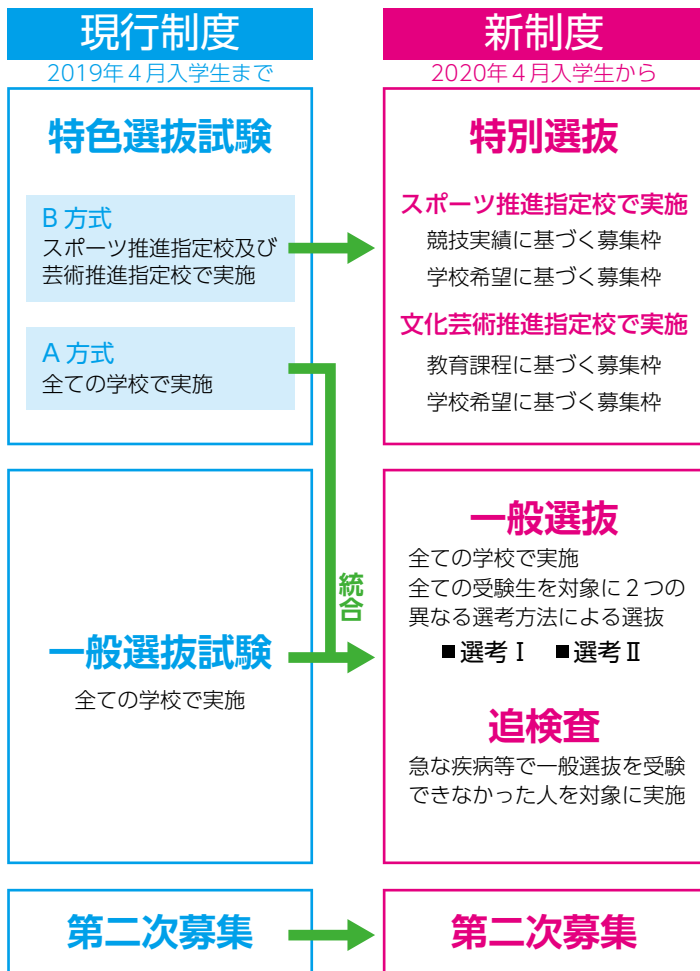 現行制度
2019年4月入学生まで
特色選抜試験
B 方式
スポーツ推進指定校及び
芸術推進指定校で実施
A 方式
全ての学校で実施
一般選抜試験
全ての学校で実施
第二次募集
統合
新制度
2020年4月入学生から
特別選抜
スポーツ推進指定校で実施
競技実績に基づく募集枠
学校希望に基づく募集枠
文化芸術推進指定校で実施
教育課程に基づく募集枠
学校希望に基づく募集枠
一般選抜
全ての学校で実施
全ての受験生を対象に2つの
異なる選考方法による選抜
■選考Ⅰ ■選考Ⅱ
追検査
急な疾病等で一般選抜を受験
できなかった人を対象に実施
第二次募集